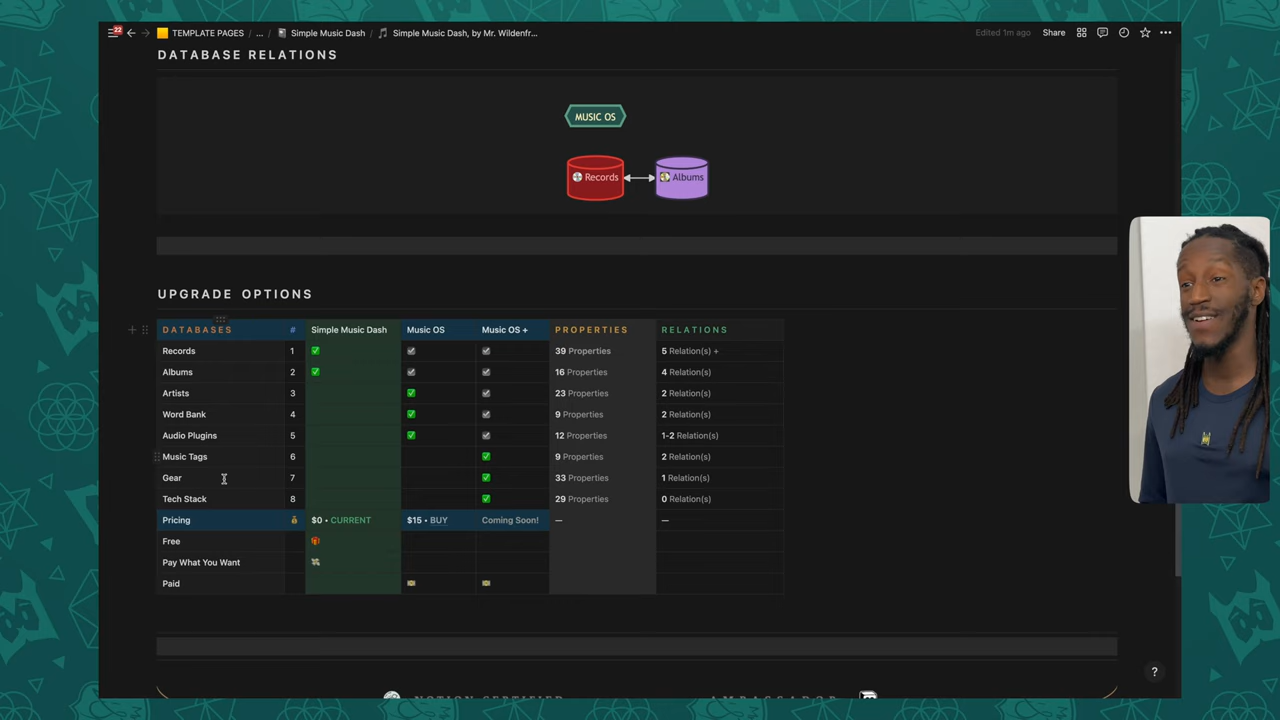 22
TEMPLATE PAGES / ... / Simple Music Dash / Simple Music Dash, by Mr. Wildenfr...
Edited 1m ago Share
DATABASE RELATIONS
MUSIC OS
Records Albums
UPGRADE OPTIONS
DATABASES # Simple Music Dash Music OS Music OS + PROPERTIES RELATIONS
Records 1 39 Properties 5 Relation(s) +
Albums 2 16 Properties 4 Relation(s)
Artists 3 23 Properties 2 Relation(s)
Word Bank 4 9 Properties 2 Relation(s)
Audio Plugins 5 12 Properties 1-2 Relation(s)
Music Tags 6 9 Properties 2 Relation(s)
Gear 7 33 Properties 1 Relation(s)
Tech Stack 8 29 Properties 0 Relation(s)
Pricing $0 • CURRENT $15 • BUY Coming Soon! — —
Free
Pay What You Want
Paid
?
NOTION CERTIFIED AMBASSADOR